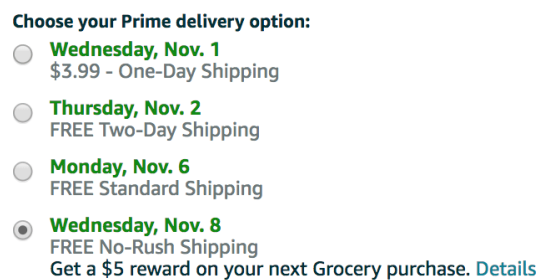 Choose your Prime delivery option:
Wednesday, Nov. 1
$3.99 - One-Day Shipping
Thursday, Nov. 2
FREE Two-Day Shipping
Monday, Nov. 6
FREE Standard Shipping
Wednesday, Nov. 8
FREE No-Rush Shipping
Get a $5 reward on your next Grocery purchase. Details